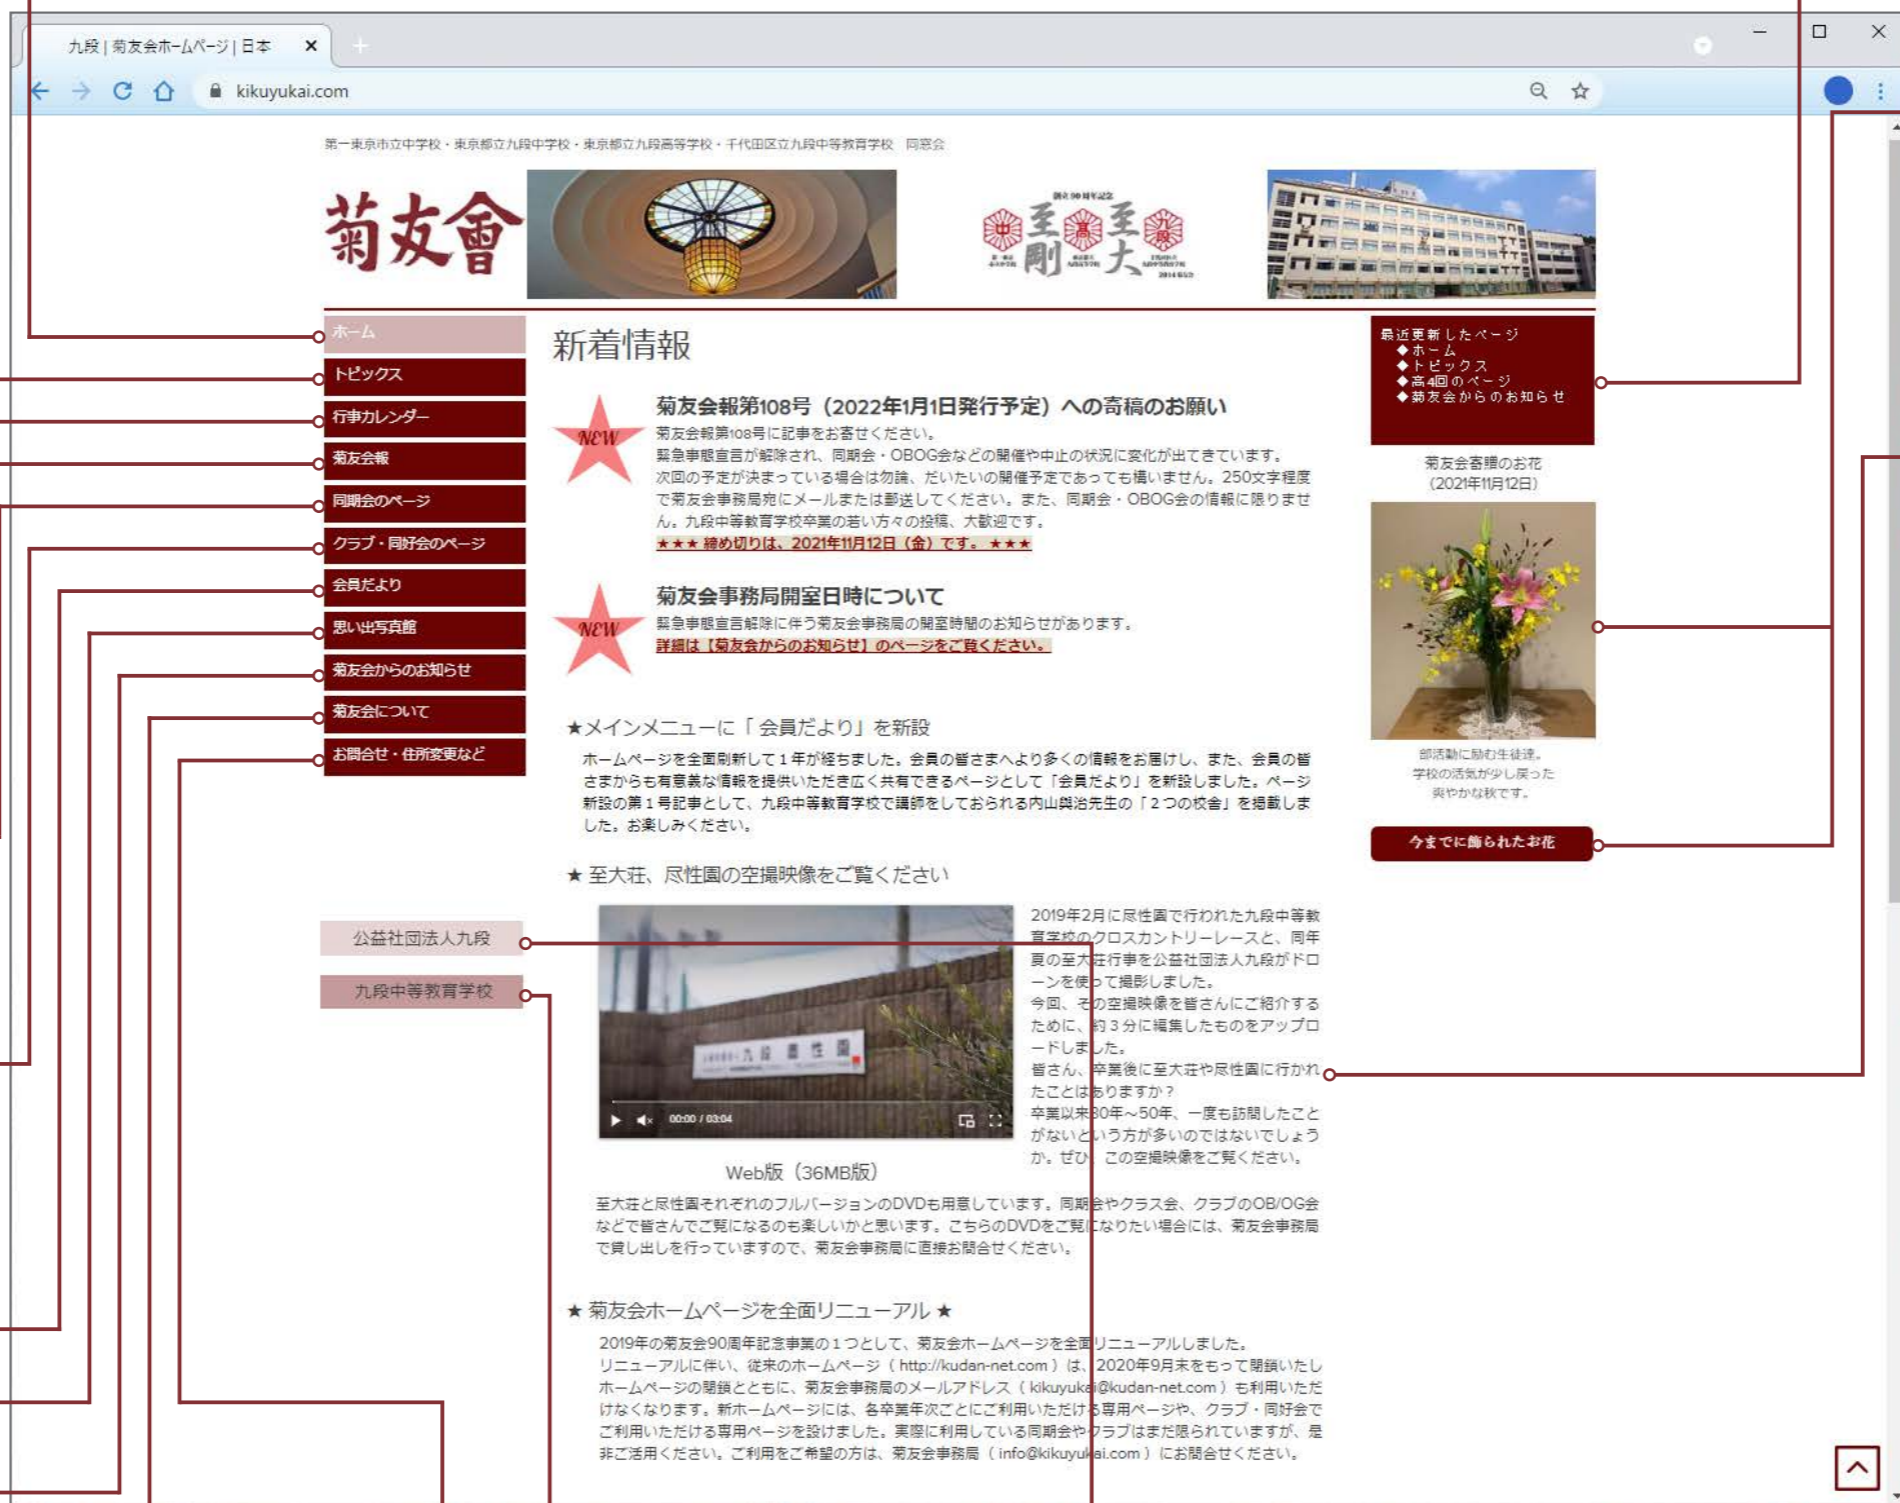 九段 | 菊友会ホームページ | 日本
kikuyukai.com
第一東京市立中学校・東京都立九段中学校・東京都立九段高等学校・千代田区立九段中等教育学校　同窓会
菊友會
創立90周年記念
至剛 至大
中 高 九段
ホーム
トピックス
行事カレンダー
菊友会報
同期会のページ
クラブ・同好会のページ
会員だより
思い出写真館
菊友会からのお知らせ
菊友会について
お問合せ・住所変更など
公益社団法人九段
九段中等教育学校
新着情報
NEW
菊友会報第108号（2022年1月1日発行予定）への寄稿のお願い
菊友会報第108号に記事をお寄せください。
緊急事態宣言が解除され、同期会・OBOG会などの開催や中止の状況に変化が出てきています。
次回の予定が決まっている場合は勿論、だいたいの開催予定であっても構いません。250文字程度
で菊友会事務局宛にメールまたは郵送してください。また、同期会・OBOG会の情報に限りませ
ん。九段中等教育学校卒業の若い方々の投稿、大歓迎です。
★★★ 締め切りは、2021年11月12日（金）です。 ★★★
NEW
菊友会事務局開室日時について
緊急事態宣言解除に伴う菊友会事務局の開室時間のお知らせがあります。
詳細は【菊友会からのお知らせ】のページをご覧ください。
★メインメニューに「 会員だより」を新設
ホームページを全面刷新して１年が経ちました。会員の皆さまへより多くの情報をお届けし、また、会員の皆
さまからも有意義な情報を提供いただき広く共有できるページとして「会員だより」を新設しました。ページ
新設の第１号記事として、九段中等教育学校で講師をしておられる内山與治先生の「２つの校舎」を掲載しま
した。お楽しみください。
★ 至大荘、尽性園の空撮映像をご覧ください
九段 盡性園
00:00 / 03:04
Web版（36MB版）
2019年2月に尽性園で行われた九段中等教
育学校のクロスカントリーレースと、同年
夏の至大荘行事を公益社団法人九段がドロ
ーンを使って撮影しました。
今回、その空撮映像を皆さんにご紹介する
ために、約３分に編集したものをアップロ
ードしました。
皆さん、卒業後に至大荘や尽性園に行かれ
たことはありますか？
卒業以来30年～50年、一度も訪問したこと
がないという方が多いのではないでしょう
か。ぜひ、この空撮映像をご覧ください。
至大荘と尽性園それぞれのフルバージョンのDVDも用意しています。同期会やクラス会、クラブのOB/OG会
などで皆さんでご覧になるのも楽しいかと思います。こちらのDVDをご覧になりたい場合には、菊友会事務局
で貸し出しを行っていますので、菊友会事務局に直接お問合せください。
★ 菊友会ホームページを全面リニューアル ★
2019年の菊友会90周年記念事業の１つとして、菊友会ホームページを全面リニューアルしました。
リニューアルに伴い、従来のホームページ（ http://kudan-net.com ）は、2020年9月末をもって閉鎖いたし
ホームページの閉鎖とともに、菊友会事務局のメールアドレス（ kikuyukai@kudan-net.com ）も利用いただ
けなくなります。新ホームページには、各卒業年次ごとにご利用いただける専用ページや、クラブ・同好会で
ご利用いただける専用ページを設けました。実際に利用している同期会やクラブはまだ限られていますが、是
非ご活用ください。ご利用をご希望の方は、菊友会事務局（ info@kikuyukai.com ）にお問合せください。
最近更新したページ
◆ホーム
◆トピックス
◆高4回のページ
◆菊友会からのお知らせ
菊友会寄贈のお花
（2021年11月12日）
部活動に励む生徒達。
学校の活気が少し戻った
爽やかな秋です。
今までに飾られたお花